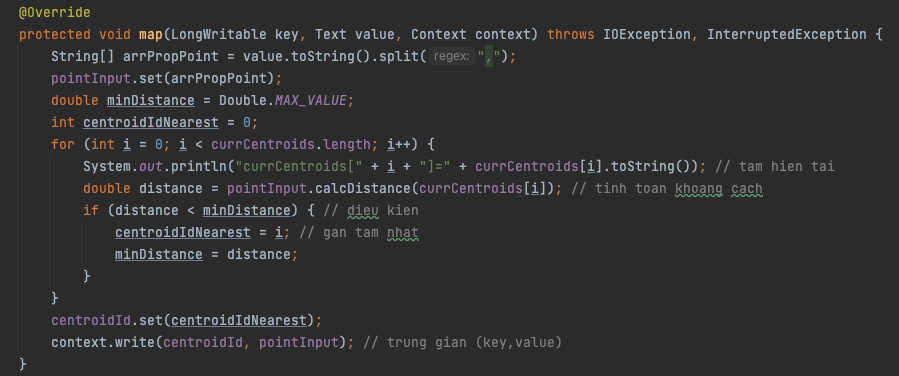 @Override
protected void map(LongWritable key, Text value, Context context) throws IOException, InterruptedException {
String[] arrPropPoint = value.toString().split( regex: ",");
pointInput.set(arrPropPoint);
double minDistance = Double.MAX_VALUE;
int centroidIdNearest = 0;
for (int i = 0; i < currCentroids.length; i++) {
System.out.println("currCentroids[" + i + "]=" + currCentroids[i].toString()); // tam hien tai
double distance = pointInput.calcDistance(currCentroids[i]); // tinh toan khoang cach
if (distance < minDistance) { // dieu kien
centroidIdNearest = i; // gan tam nhat
minDistance = distance;
}
}
centroidId.set(centroidIdNearest);
context.write(centroidId, pointInput); // trung gian (key,value)
}